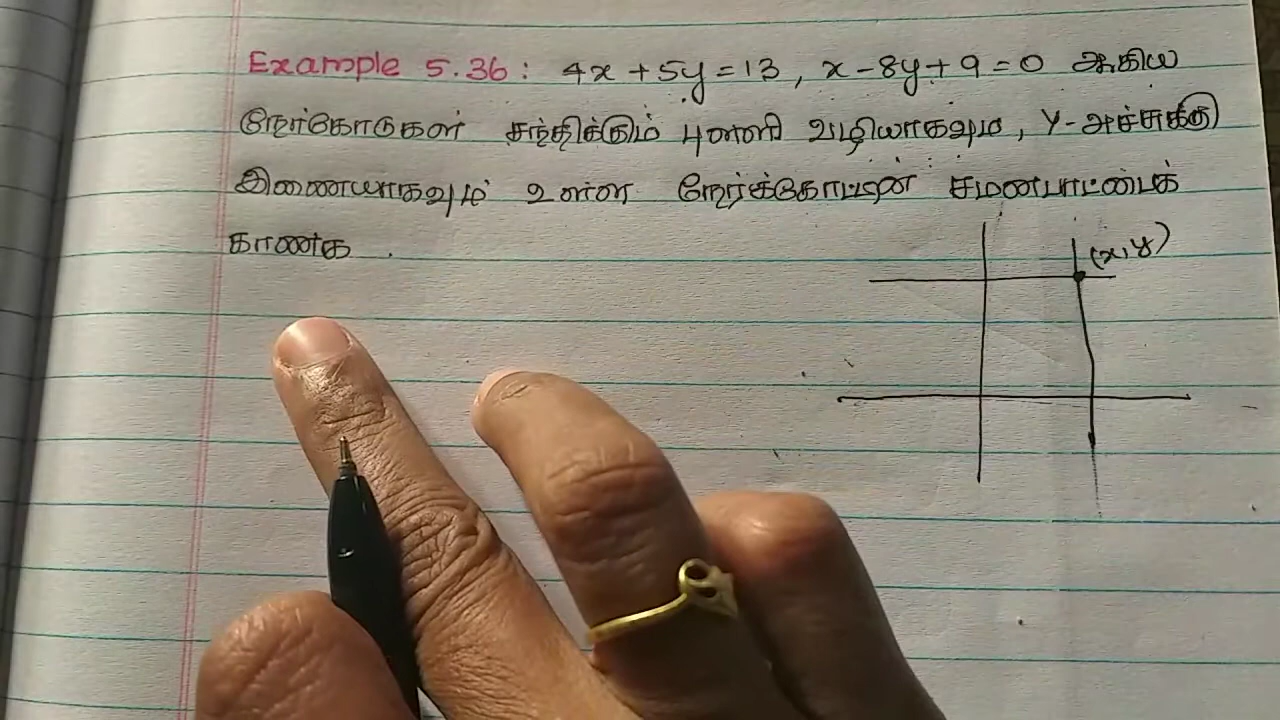 Example 5.36: 4x + 5y = 13, x - 8y + 9 = 0 ஆகிய
நேர்கோடுகள் சந்திக்கும் புள்ளி வழியாகவும், Y-அச்சுக்கு
இணையாகவும் உள்ள நேர்க்கோட்டின் சமன்பாட்டைக்
காண்க.
(x, y)